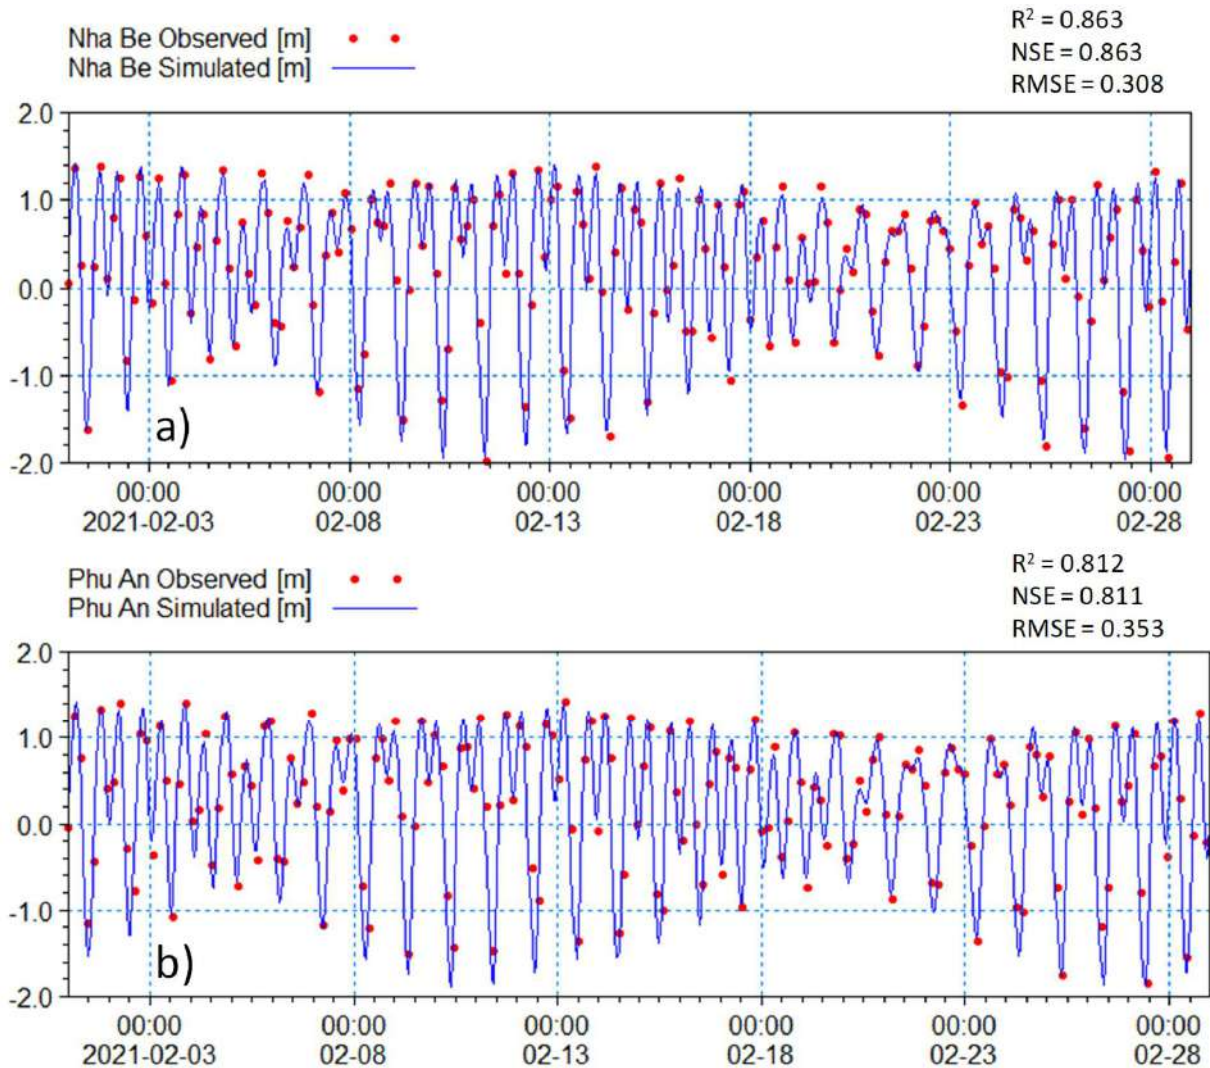 Nha Be Observed [m]
Nha Be Simulated [m]
R² = 0.863
NSE = 0.863
RMSE = 0.308
2.0
1.0
0.0
-1.0
-2.0
a)
00:00 00:00 00:00 00:00 00:00 00:00
2021-02-03 02-08 02-13 02-18 02-23 02-28
Phu An Observed [m]
Phu An Simulated [m]
R² = 0.812
NSE = 0.811
RMSE = 0.353
2.0
1.0
0.0
-1.0
-2.0
b)
00:00 00:00 00:00 00:00 00:00 00:00
2021-02-03 02-08 02-13 02-18 02-23 02-28